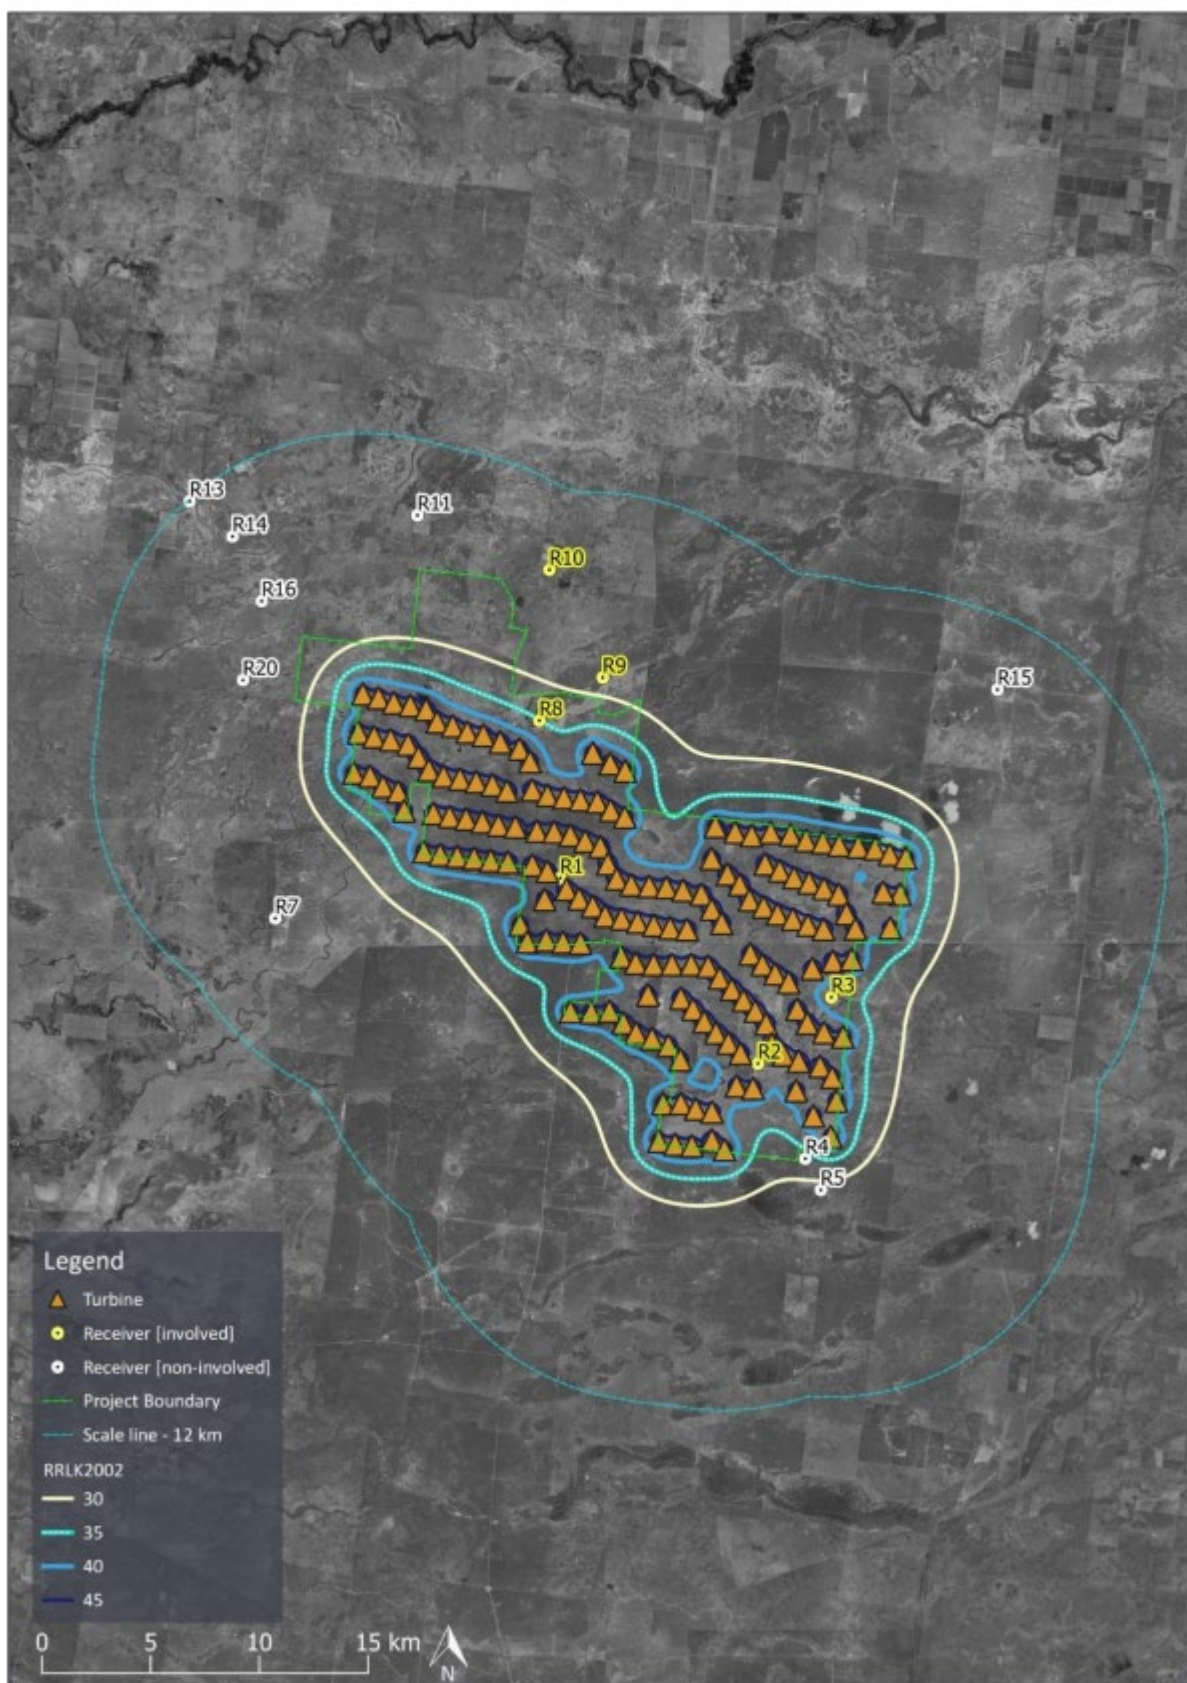 R13
R11
R14
R10
R16
R9
R20
R15
R8
R1
R7
R3
R2
R4
R5
Legend
Turbine
Receiver [involved]
Receiver [non-involved]
Project Boundary
Scale line - 12 km
RRLK2002
30
35
40
45
0 5 10 15 km
N